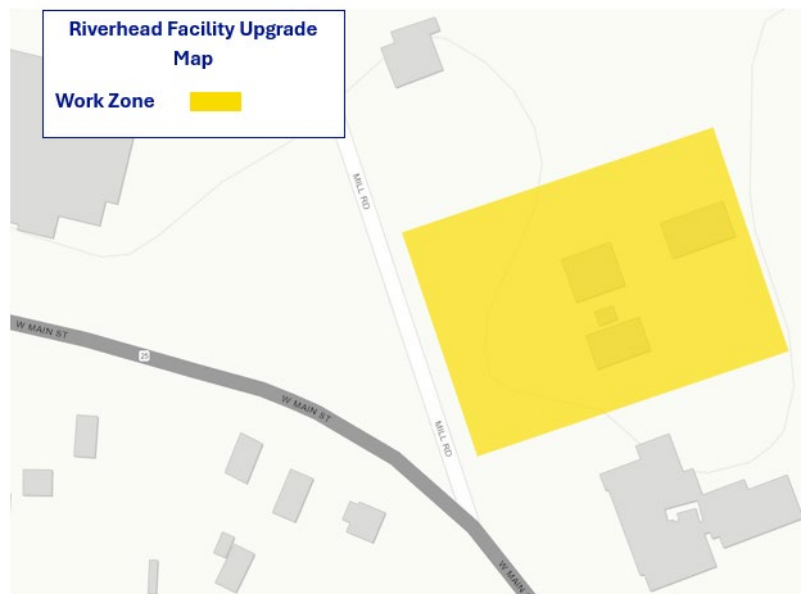 Riverhead Facility Upgrade
Map
Work Zone
MILL RD
W MAIN ST
25
W MAIN ST
MILL RD
W MAIN